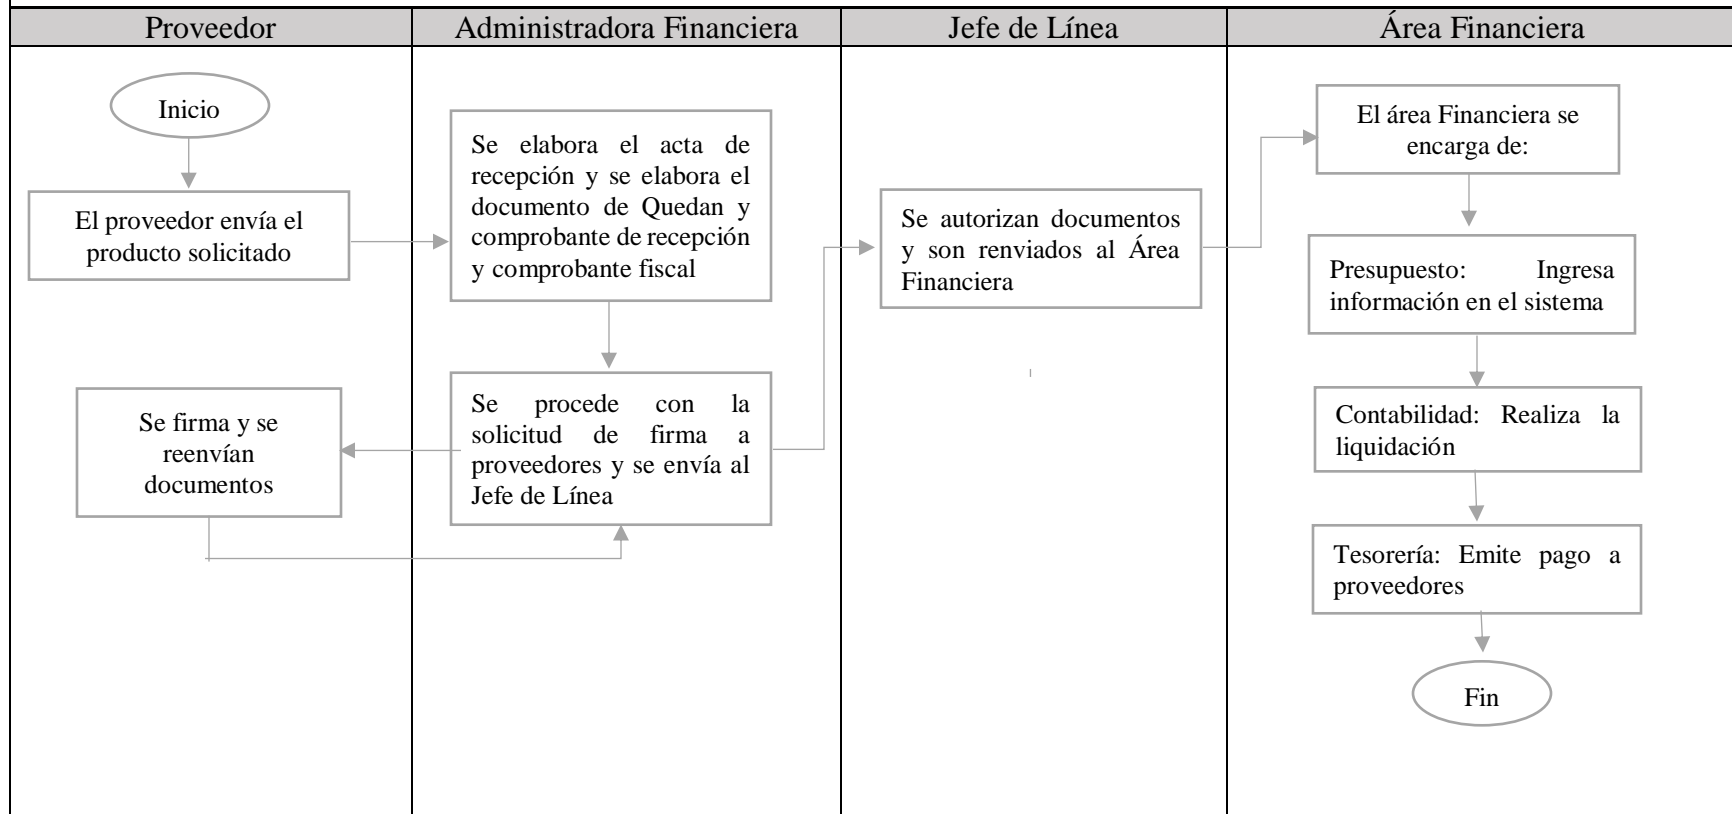 Proveedor
Administradora Financiera
Jefe de Línea
Área Financiera
Inicio
El proveedor envía el
producto solicitado
Se firma y se
reenvían
documentos
Se elabora el acta de
recepción y se elabora el
documento de Quedan y
comprobante de recepción
y comprobante fiscal
Se procede con la
solicitud de firma a
proveedores y se envía al
Jefe de Línea
Se autorizan documentos
y son renviados al Área
Financiera
El área Financiera se
encarga de:
Presupuesto: Ingresa
información en el sistema
Contabilidad: Realiza la
liquidación
Tesorería: Emite pago a
proveedores
Fin